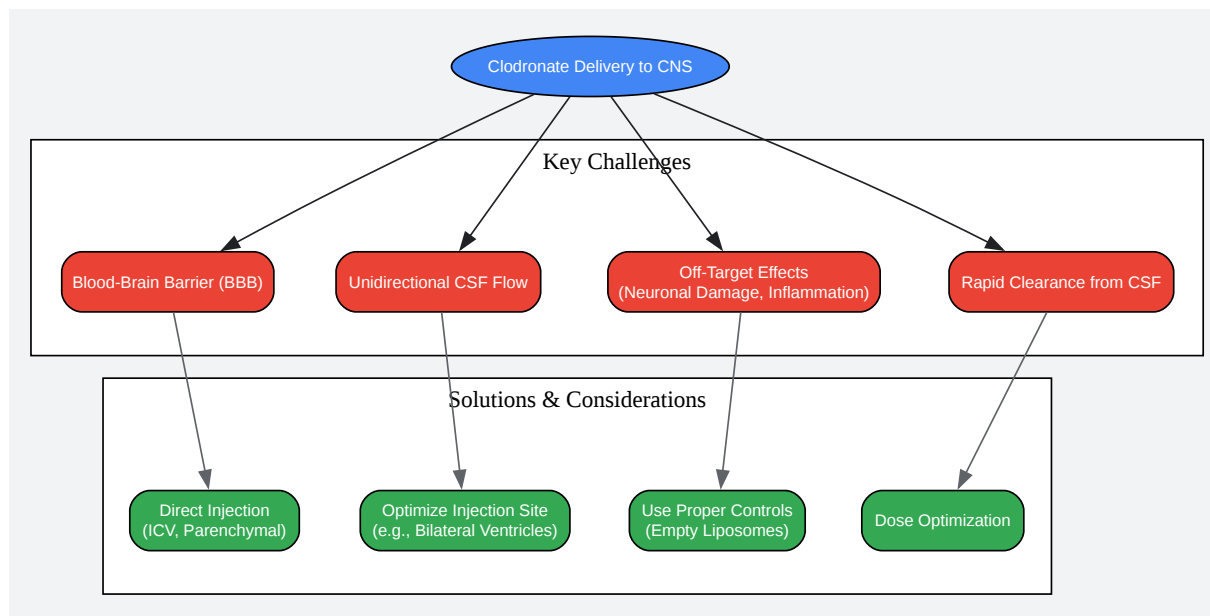 Clodronate Delivery to CNS
Key Challenges
Blood-Brain Barrier (BBB)
Unidirectional CSF Flow
Off-Target Effects
(Neuronal Damage, Inflammation)
Rapid Clearance from CSF
Solutions & Considerations
Direct Injection
(ICV, Parenchymal)
Optimize Injection Site
(e.g., Bilateral Ventricles)
Use Proper Controls
(Empty Liposomes)
Dose Optimization